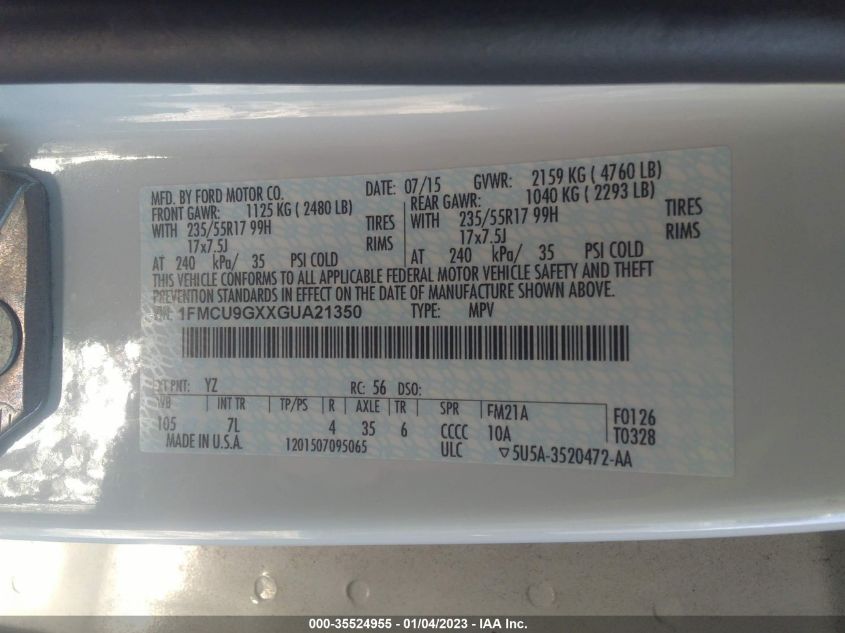 MFD. BY FORD MOTOR CO. DATE: 07/15 GVWR: 2159 KG ( 4760 LB)
FRONT GAWR: 1125 KG ( 2480 LB) REAR GAWR: 1040 KG ( 2293 LB)
WITH 235/55R17 99H TIRES WITH 235/55R17 99H TIRES
17x7.5J RIMS 17x7.5J RIMS
AT 240 kPa/ 35 PSI COLD AT 240 kPa/ 35 PSI COLD
THIS VEHICLE CONFORMS TO ALL APPLICABLE FEDERAL MOTOR VEHICLE SAFETY AND THEFT
PREVENTION STANDARDS IN EFFECT ON THE DATE OF MANUFACTURE SHOWN ABOVE.
VIN: 1FMCU9GXXGUA21350 TYPE: MPV
EXT PNT: YZ RC: 56 DSO:
WB INT TR TP/PS R AXLE TR SPR FM21A F0126
105 7L 4 35 6 CCCC 10A T0328
MADE IN U.S.A. 1201507095065 ULC ▽5U5A-3520472-AA
000-35524955 - 01/04/2023 - 1FMCU9GXXGUA21350